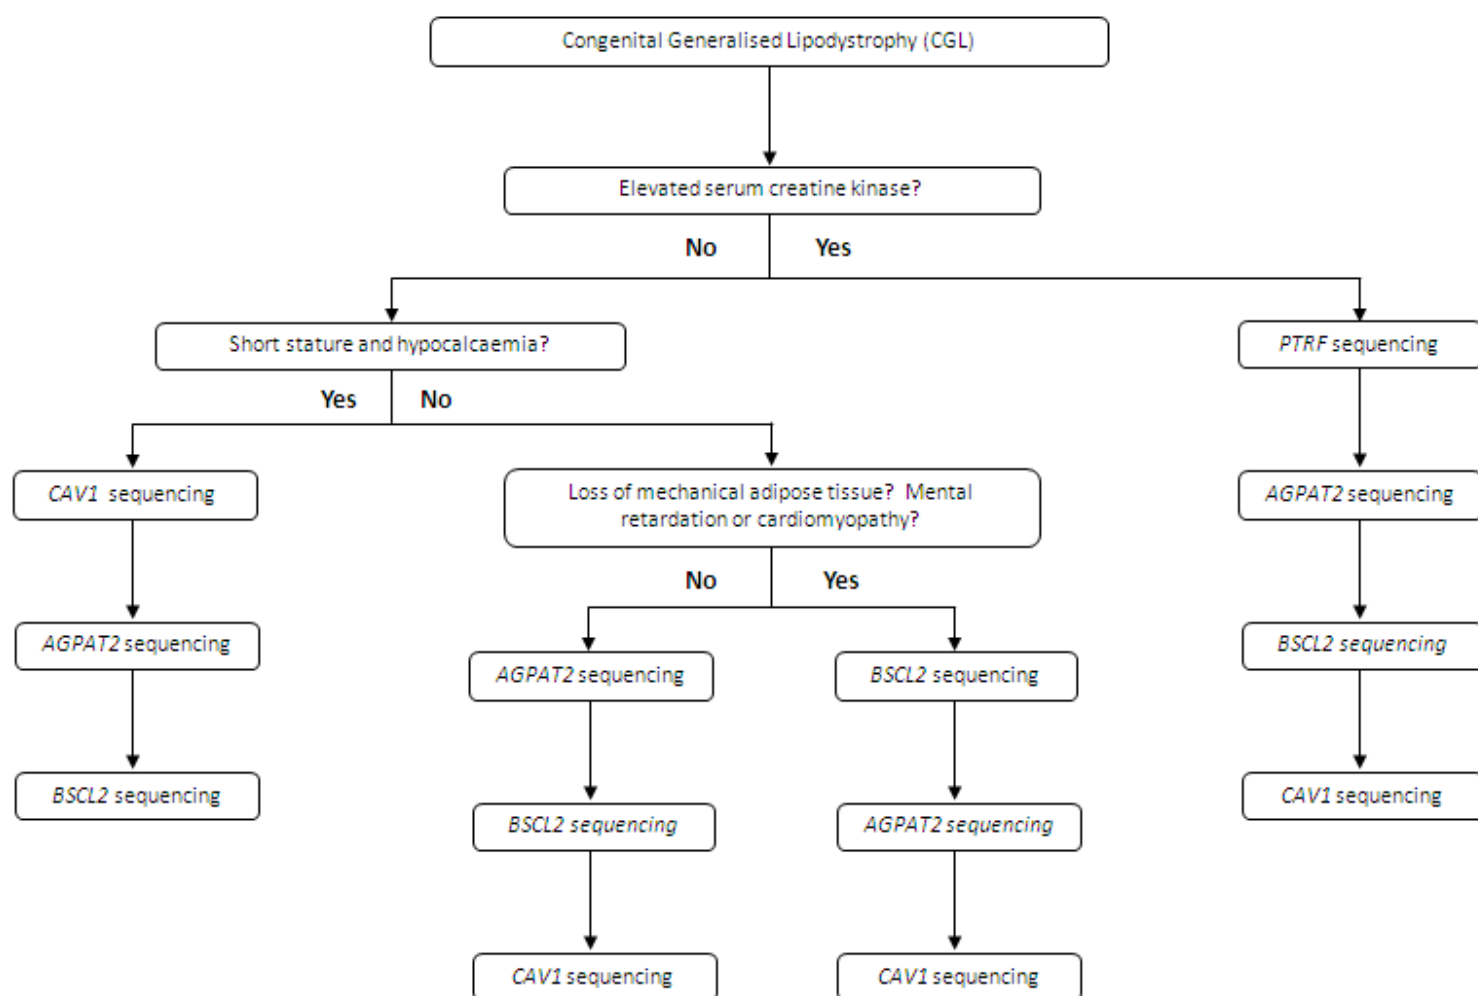 Congenital Generalised Lipodystrophy (CGL)
Elevated serum creatine kinase?
No
Yes
Short stature and hypocalcaemia?
PTRF sequencing
Yes
No
CAV1 sequencing
Loss of mechanical adipose tissue? Mental
retardation or cardiomyopathy?
AGPAT2 sequencing
No
Yes
AGPAT2 sequencing
BSCL2 sequencing
AGPAT2 sequencing
BSCL2 sequencing
BSCL2 sequencing
CAV1 sequencing
BSCL2 sequencing
AGPAT2 sequencing
CAV1 sequencing
CAV1 sequencing